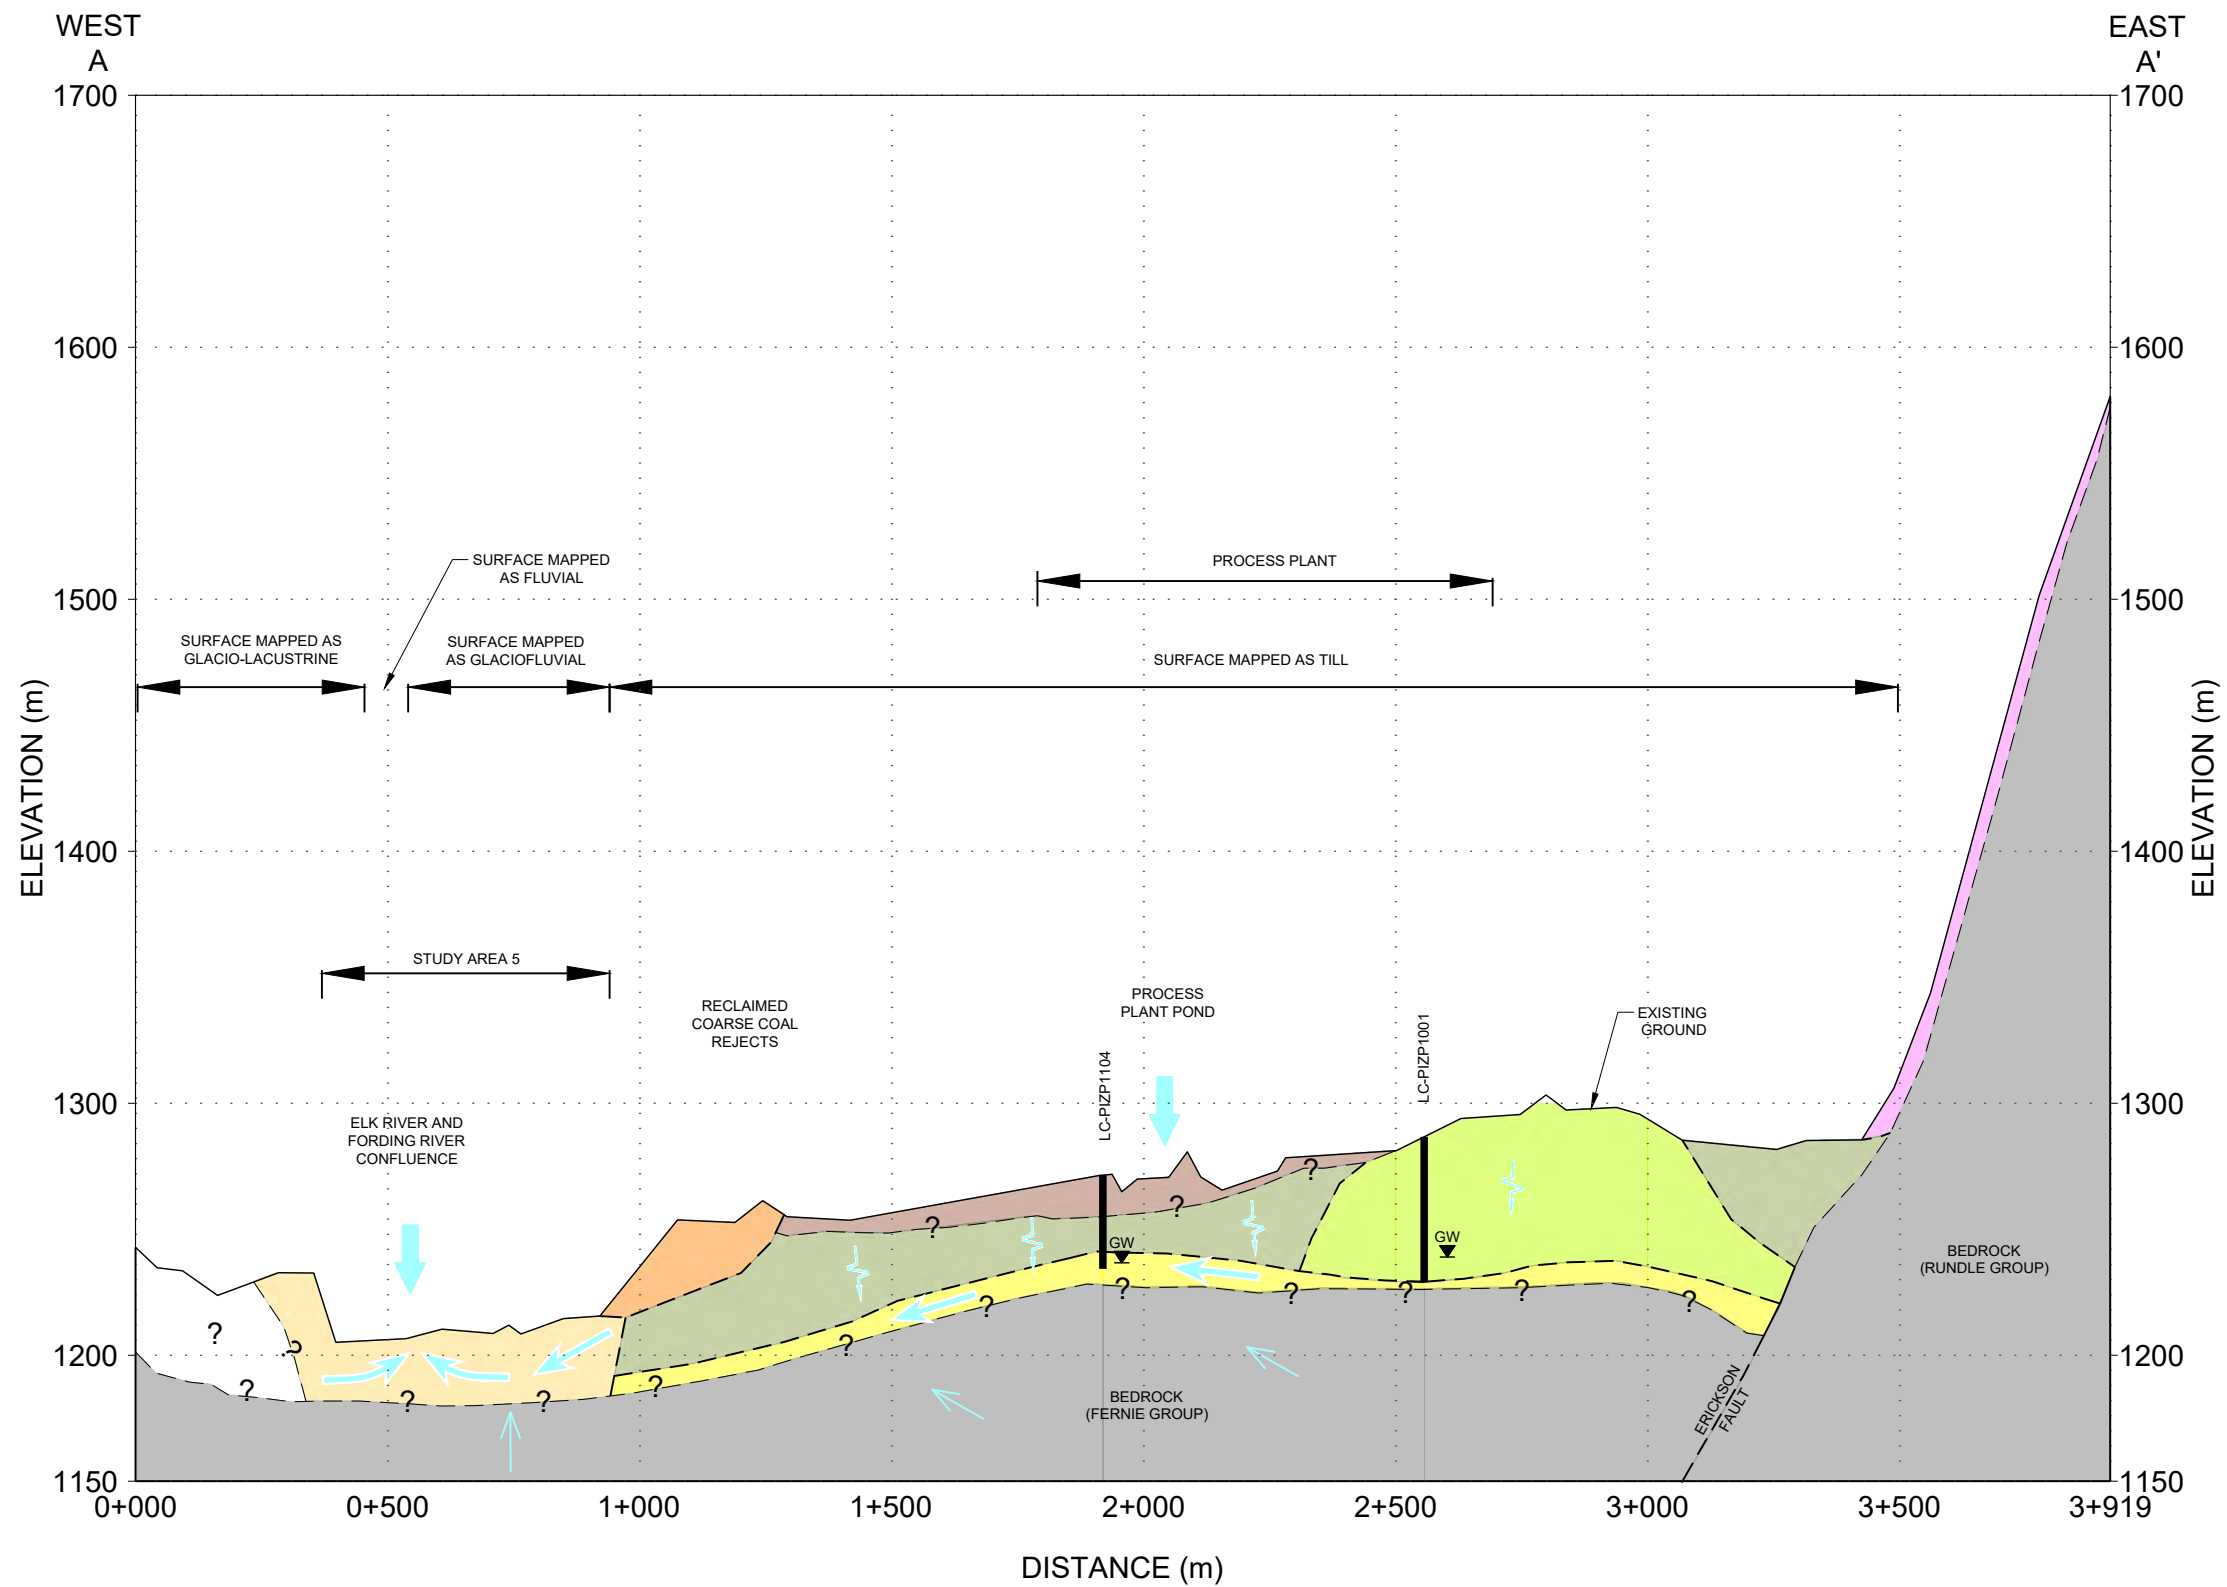 WEST
A
EAST
A'
1700
1700
1600
1600
SURFACE MAPPED
AS FLUVIAL
PROCESS PLANT
1500
1500
SURFACE MAPPED AS
GLACIO-LACUSTRINE
SURFACE MAPPED
AS GLACIOFLUVIAL
SURFACE MAPPED AS TILL
ELEVATION (m)
ELEVATION (m)
1400
1400
STUDY AREA 5
RECLAIMED
COARSE COAL
REJECTS
PROCESS
PLANT POND
LC-PIZP1104
LC-PIZP1001
EXISTING
GROUND
1300
1300
ELK RIVER AND
FORDING RIVER
CONFLUENCE
?
?
?
GW
GW
BEDROCK
(RUNDLE GROUP)
?
?
?
?
?
?
?
?
?
?
1200
1200
?
?
?
?
BEDROCK
(FERNIE GROUP)
ERICKSON
FAULT
1150
1150
0+000
0+500
1+000
1+500
2+000
2+500
3+000
3+500
3+919
DISTANCE (m)